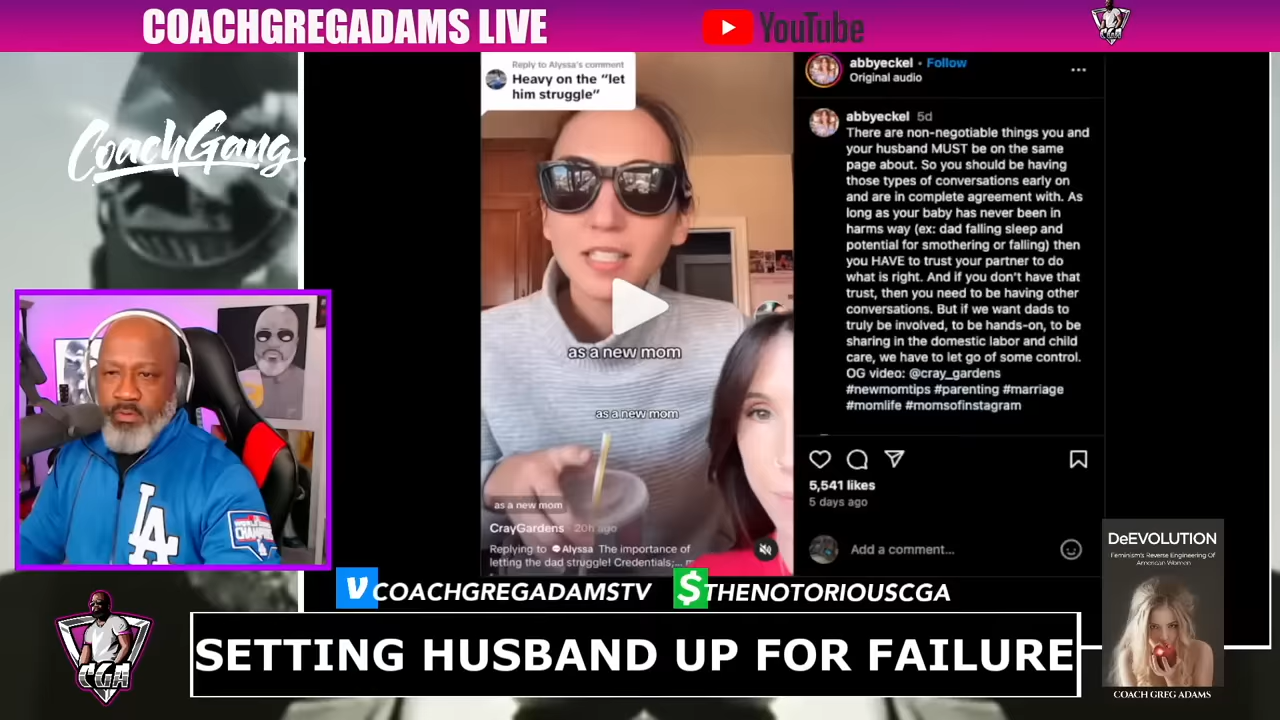 COACHGREGADAMS LIVE
YouTube
CoachGang
Reply to Alyssa's comment
Heavy on the “let
him struggle”
as a new mom
as a new mom
as a new mom
CrayGardens · 20h ago
Replying to Alyssa The importance of
letting the dad struggle! Credentials;... m
abbyeckel • Follow
Original audio
abbyeckel 5d
There are non-negotiable things you and
your husband MUST be on the same
page about. So you should be having
those types of conversations early on
and are in complete agreement with. As
long as your baby has never been in
harms way (ex: dad falling sleep and
potential for smothering or falling) then
you HAVE to trust your partner to do
what is right. And if you don't have that
trust, then you need to be having other
conversations. But if we want dads to
truly be involved, to be hands-on, to be
sharing in the domestic labor and child
care, we have to let go of some control.
OG video: @cray_gardens
#newmomtips #parenting #marriage
#momlife #momsofinstagram
5,541 likes
5 days ago
Add a comment...
LA
CHAMPIONS
DeEVOLUTION
Feminism's Reverse Engineering Of
American Women
COACH GREG ADAMS
COACHGREGADAMSTV
$THENOTORIOUSCGA
CGA
SETTING HUSBAND UP FOR FAILURE